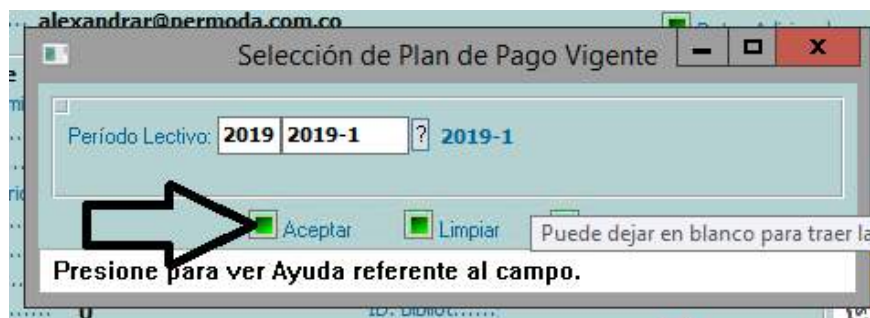 alexandrar@permoda.com.co
Selección de Plan de Pago Vigente
Período Lectivo: 2019 2019-1 ? 2019-1
Aceptar Limpiar
Puede dejar en blanco para traer la
Presione para ver Ayuda referente al campo.
0